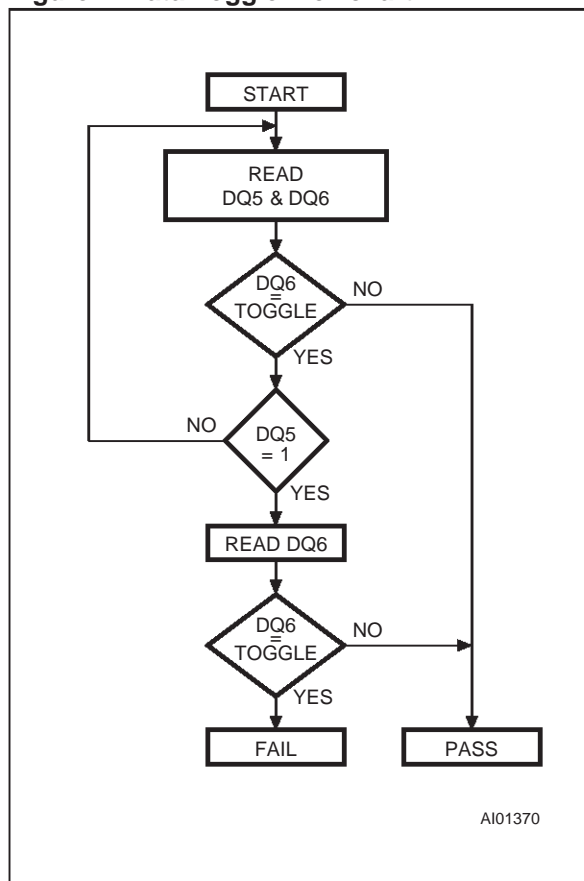 START
READ
DQ5 & DQ6
DQ6
=
TOGGLE
NO
YES
NO
DQ5
= 1
YES
READ DQ6
DQ6
=
TOGGLE
NO
YES
FAIL
PASS
AI01370